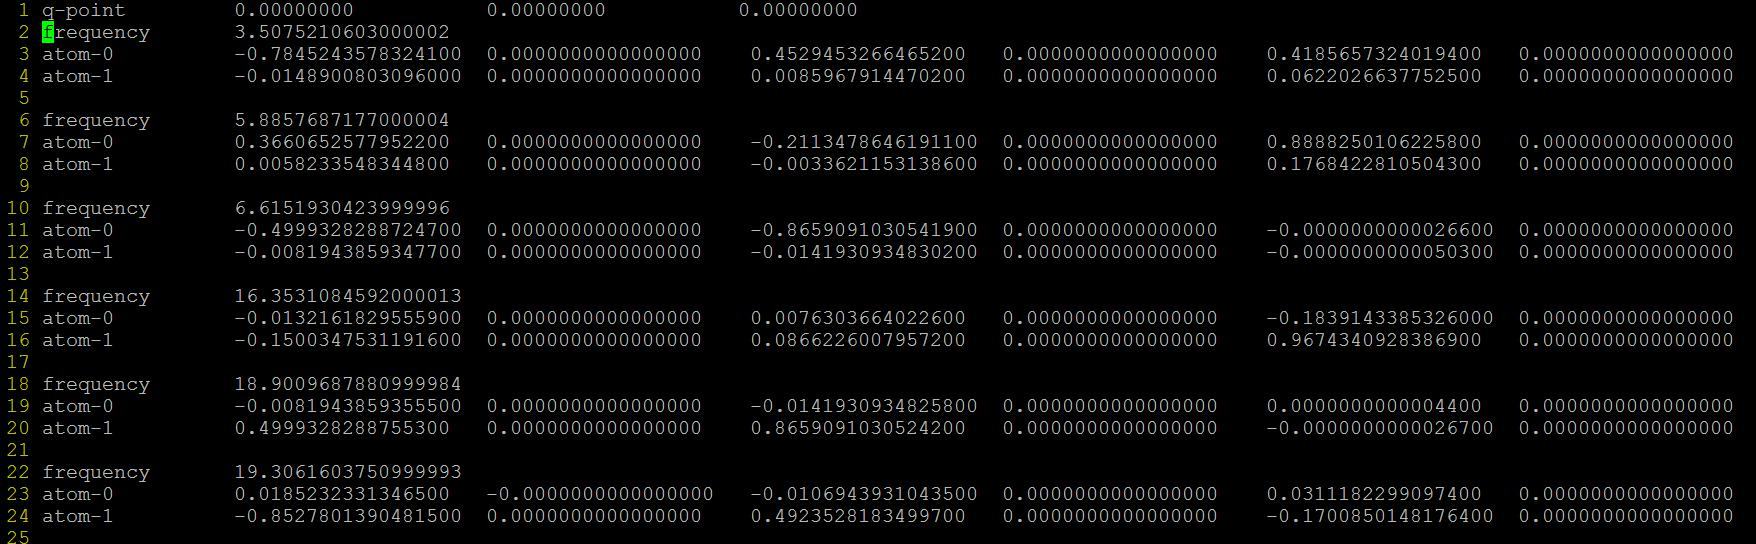 1 q-point 0.00000000 0.00000000 0.00000000
2 frequency 3.5075210603000002
3 atom-0 -0.7845243578324100 0.0000000000000000 0.4529453266465200 0.0000000000000000 0.4185657324019400 0.0000000000000000
4 atom-1 -0.0148900803096000 0.0000000000000000 0.0085967914470200 0.0000000000000000 0.0622026637752500 0.0000000000000000
5
6 frequency 5.8857687177000004
7 atom-0 0.3660652577952200 0.0000000000000000 -0.2113478646191100 0.0000000000000000 0.8888250106225800 0.0000000000000000
8 atom-1 0.0058233548344800 0.0000000000000000 -0.0033621153138600 0.0000000000000000 0.1768422810504300 0.0000000000000000
9
10 frequency 6.6151930423999996
11 atom-0 -0.4999328288724700 0.0000000000000000 -0.8659091030541900 0.0000000000000000 -0.0000000000026600 0.0000000000000000
12 atom-1 -0.0081943859347700 0.0000000000000000 -0.0141930934830200 0.0000000000000000 -0.0000000000050300 0.0000000000000000
13
14 frequency 16.3531084592000013
15 atom-0 -0.0132161829555900 0.0000000000000000 0.0076303664022600 0.0000000000000000 -0.1839143385326000 0.0000000000000000
16 atom-1 -0.1500347531191600 0.0000000000000000 0.0866226007957200 0.0000000000000000 0.9674340928386900 0.0000000000000000
17
18 frequency 18.9009687880999984
19 atom-0 -0.0081943859355500 0.0000000000000000 -0.0141930934825800 0.0000000000000000 0.0000000000004400 0.0000000000000000
20 atom-1 0.4999328288755300 0.0000000000000000 0.8659091030524200 0.0000000000000000 -0.0000000000026700 0.0000000000000000
21
22 frequency 19.3061603750999993
23 atom-0 0.0185232331346500 -0.0000000000000000 -0.0106943931043500 0.0000000000000000 0.0311182299097400 0.0000000000000000
24 atom-1 -0.8527801390481500 0.0000000000000000 0.4923528183499700 0.0000000000000000 -0.1700850148176400 0.0000000000000000
25